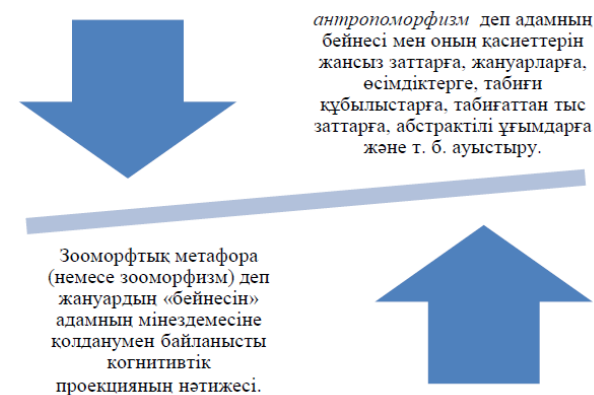 антропоморфизм деп адамның
бейнесі мен оның қасиеттерін
жансыз заттарға, жануарларға,
өсімдіктерге, табиғи
құбылыстарға, табиғаттан тыс
заттарға, абстрактілі ұғымдарға
және т. б. ауыстыру.
Зооморфтық метафора
(немесе зооморфизм) деп
жануардың «бейнесін»
адамның мінездемесіне
қолданумен байланысты
когнитивтік
проекцияның нәтижесі.